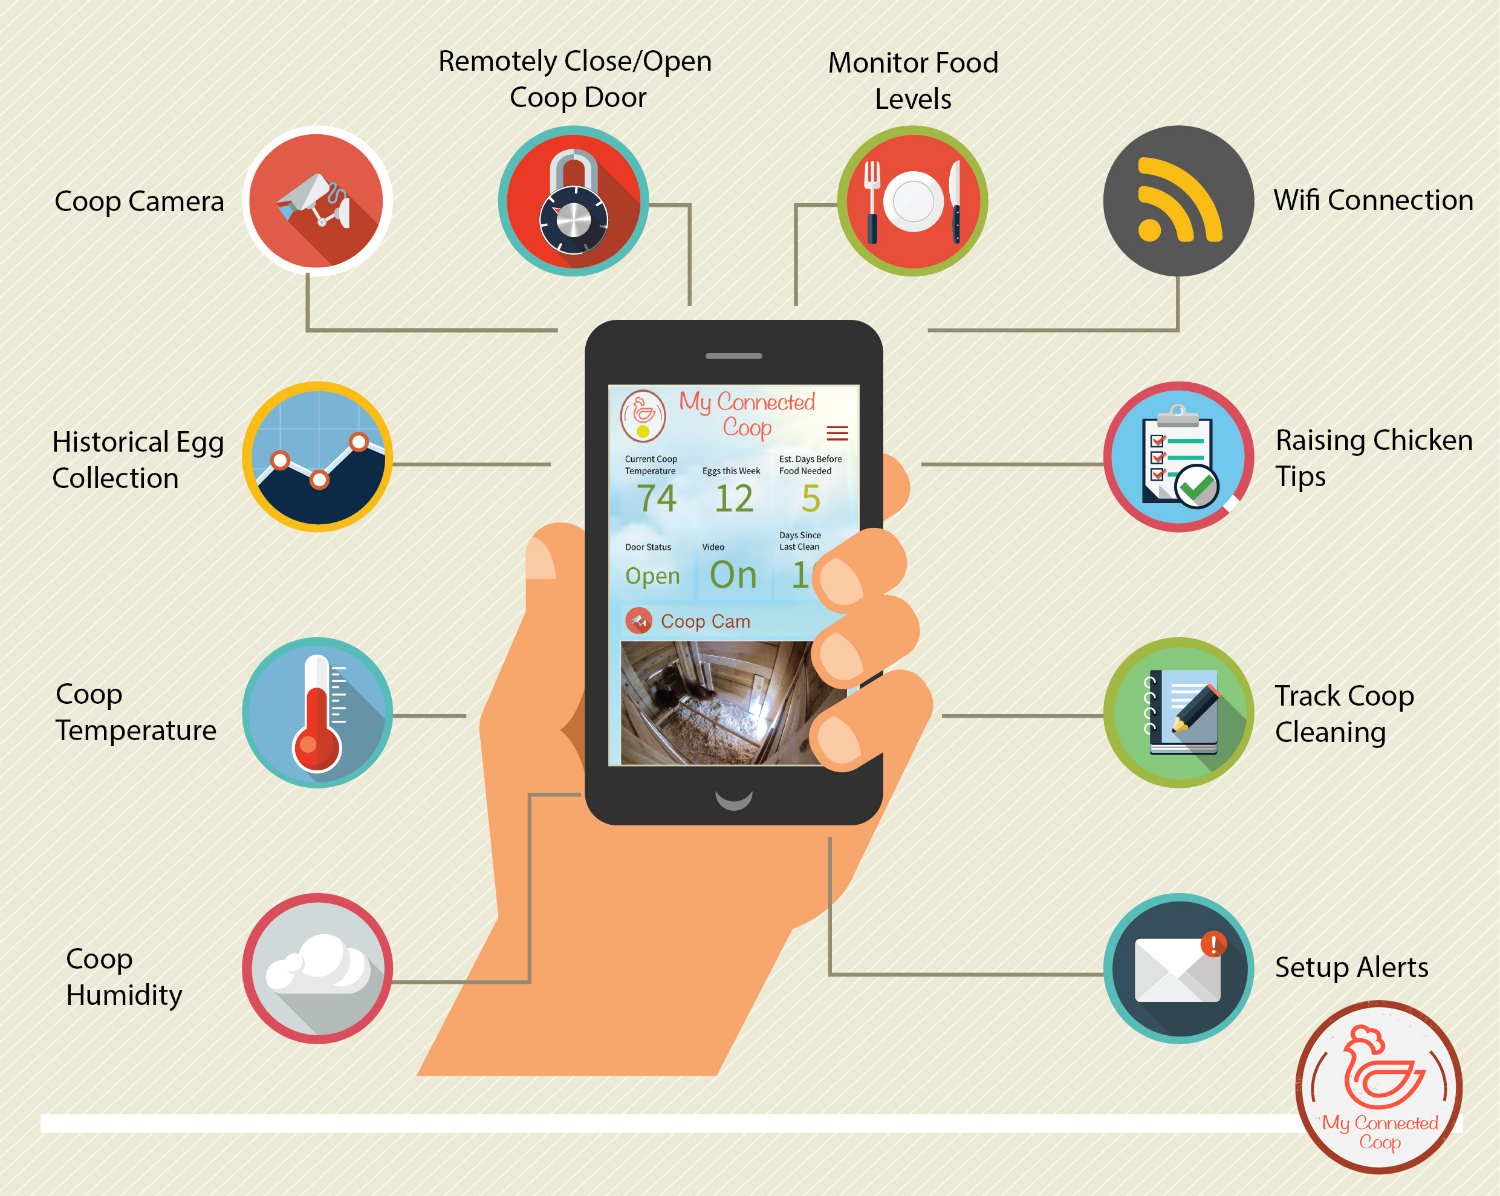 Remotely Close/Open
Coop Door
Monitor Food
Levels
Coop Camera
Wifi Connection
Historical Egg
Collection
Raising Chicken
Tips
Coop
Temperature
Track Coop
Cleaning
Coop
Humidity
Setup Alerts
My Connected
Coop
Current Coop
Temperature
74
Eggs this Week
12
Est. Days Before
Food Needed
5
Door Status
Open
Video
On
Days Since
Last Clean
Coop Cam
My Connected
Coop